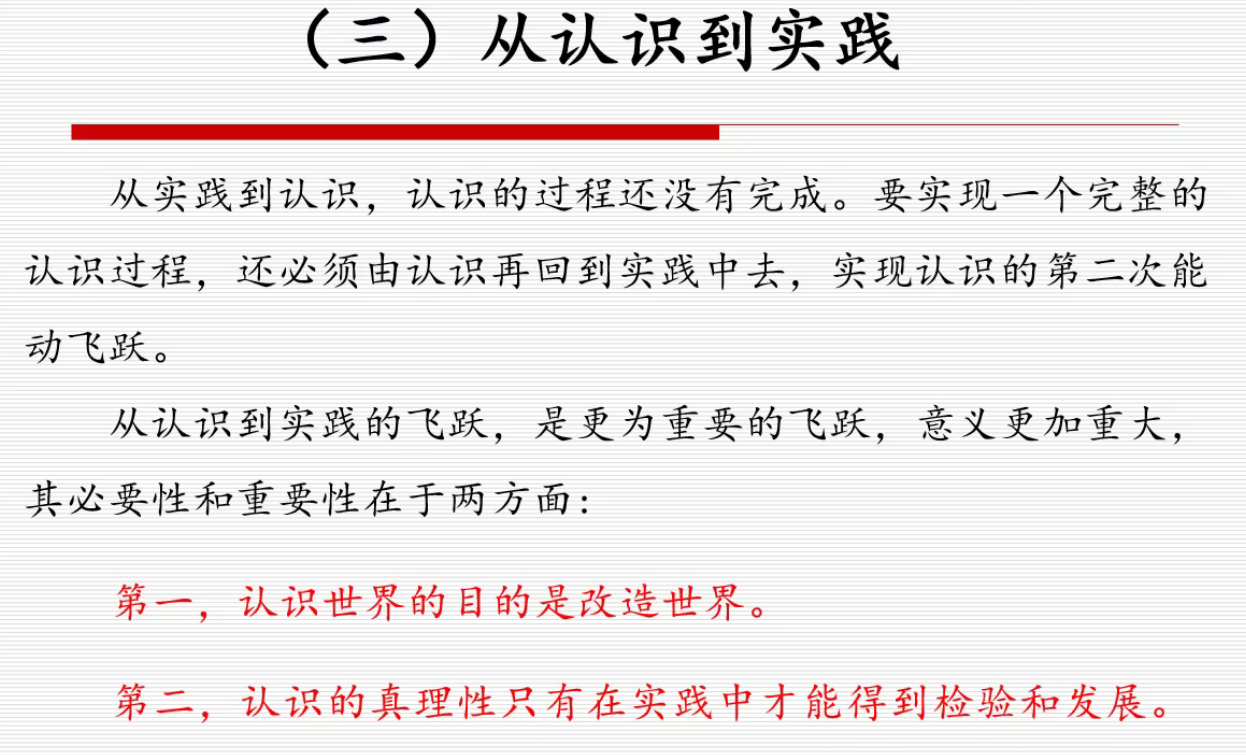 （三）从认识到实践
从实践到认识，认识的过程还没有完成。要实现一个完整的
认识过程，还必须由认识再回到实践中去，实现认识的第二次能
动飞跃。
从认识到实践的飞跃，是更为重要的飞跃，意义更加重大，
其必要性和重要性在于两方面：
第一，认识世界的目的是改造世界。
第二，认识的真理性只有在实践中才能得到检验和发展。